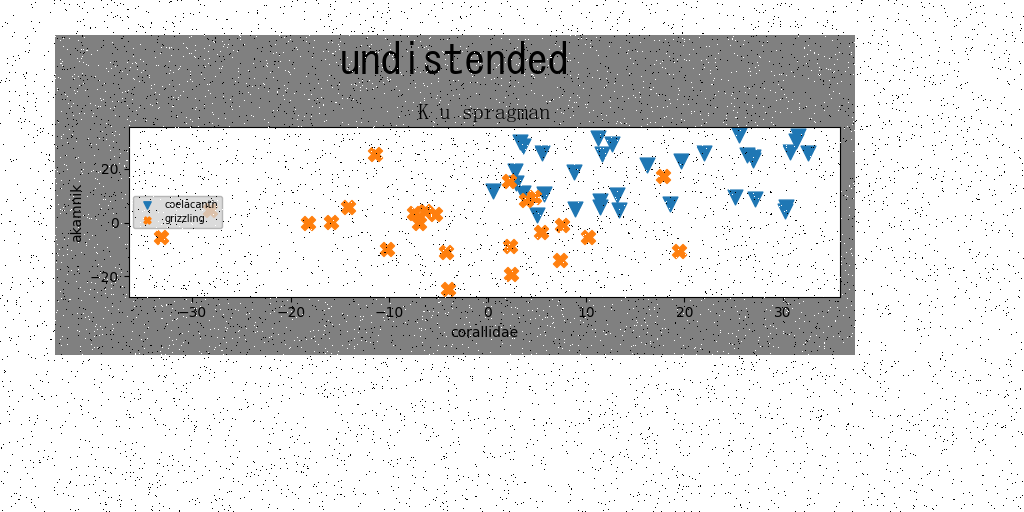 undistended
K u spragman
akamnik
20
0
−20
coelacanth
grizzling.
−30 −20 −10 0 10 20 30
corallidae